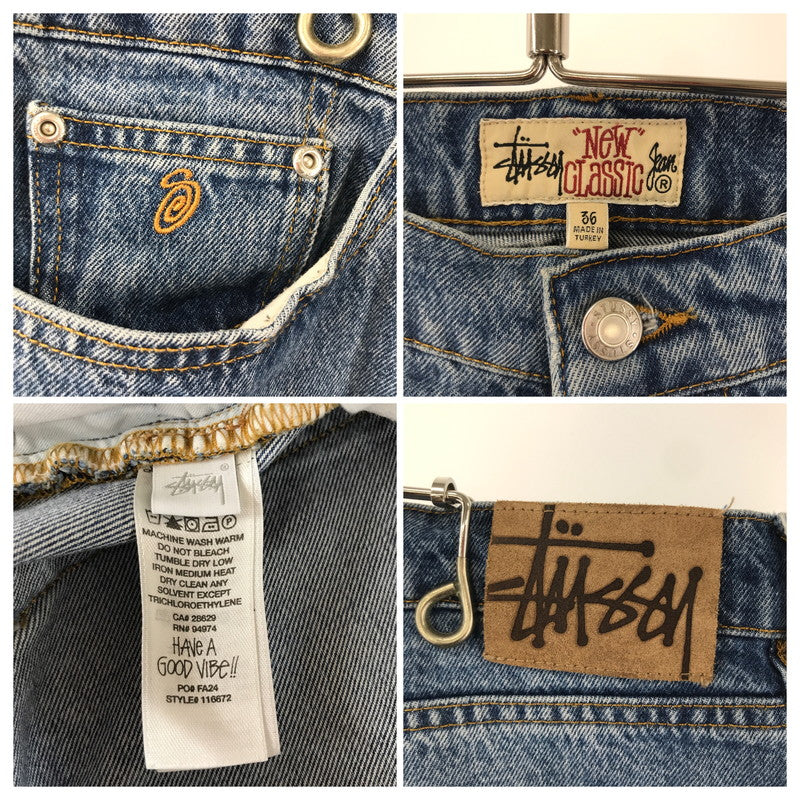 STÜSSY "NEW" CLASSIC Jean ®
36
MADE IN
TURKEY
STÜSSY ®
MACHINE WASH WARM
DO NOT BLEACH
TUMBLE DRY LOW
IRON MEDIUM HEAT
DRY CLEAN ANY
SOLVENT EXCEPT
TRICHLOROETHYLENE
CA# 28629
RN# 94974
HAVE A
GOOD VIBE!!
PO# FA24
STYLE# 116672
STÜSSY